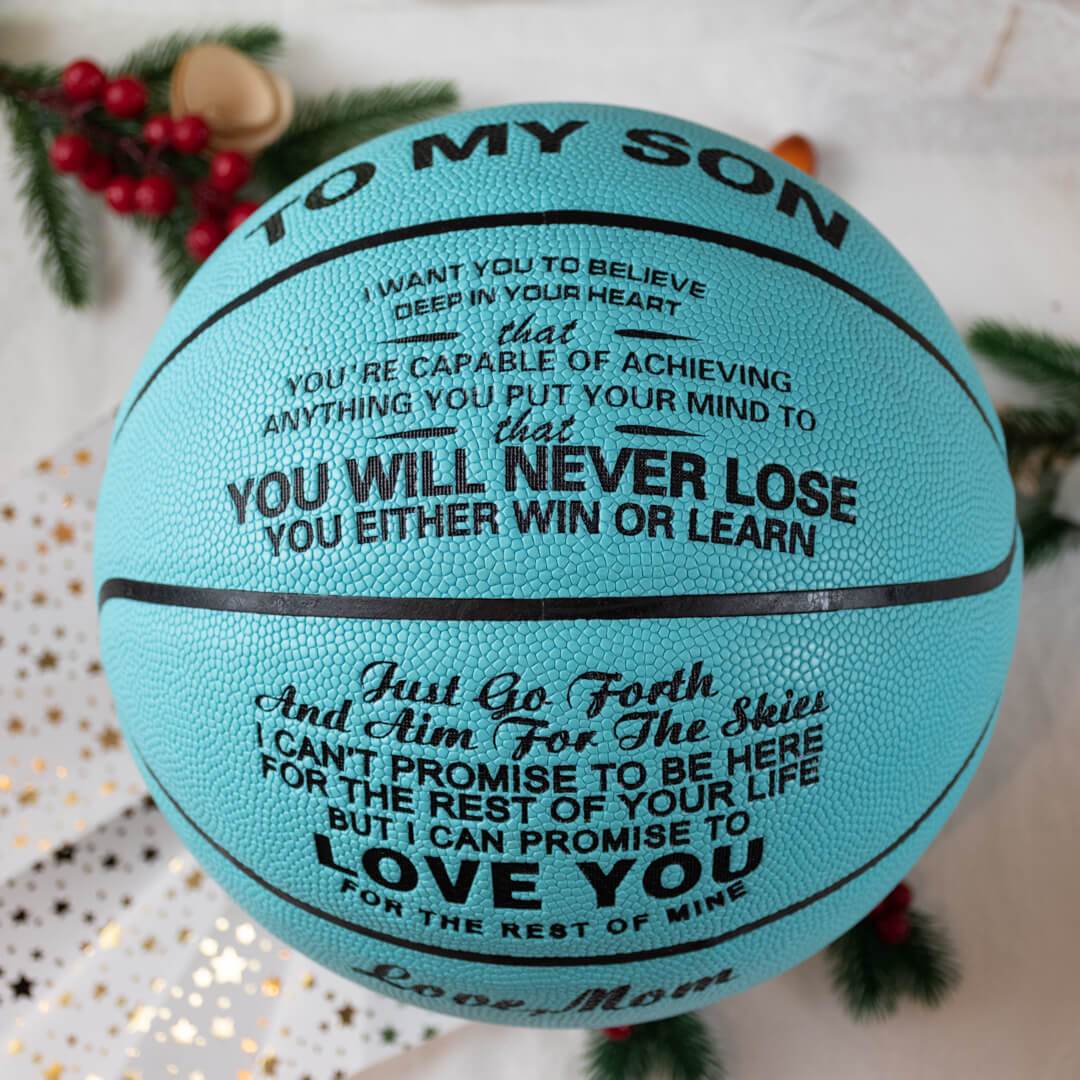 TO MY SON
I WANT YOU TO BELIEVE
DEEP IN YOUR HEART
that
YOU'RE CAPABLE OF ACHIEVING
ANYTHING YOU PUT YOUR MIND TO
that
YOU WILL NEVER LOSE
YOU EITHER WIN OR LEARN
Just Go Forth
And Aim For The Skies
I CAN'T PROMISE TO BE HERE
FOR THE REST OF YOUR LIFE
BUT I CAN PROMISE TO
LOVE YOU
FOR THE REST OF MINE
Love, Mom